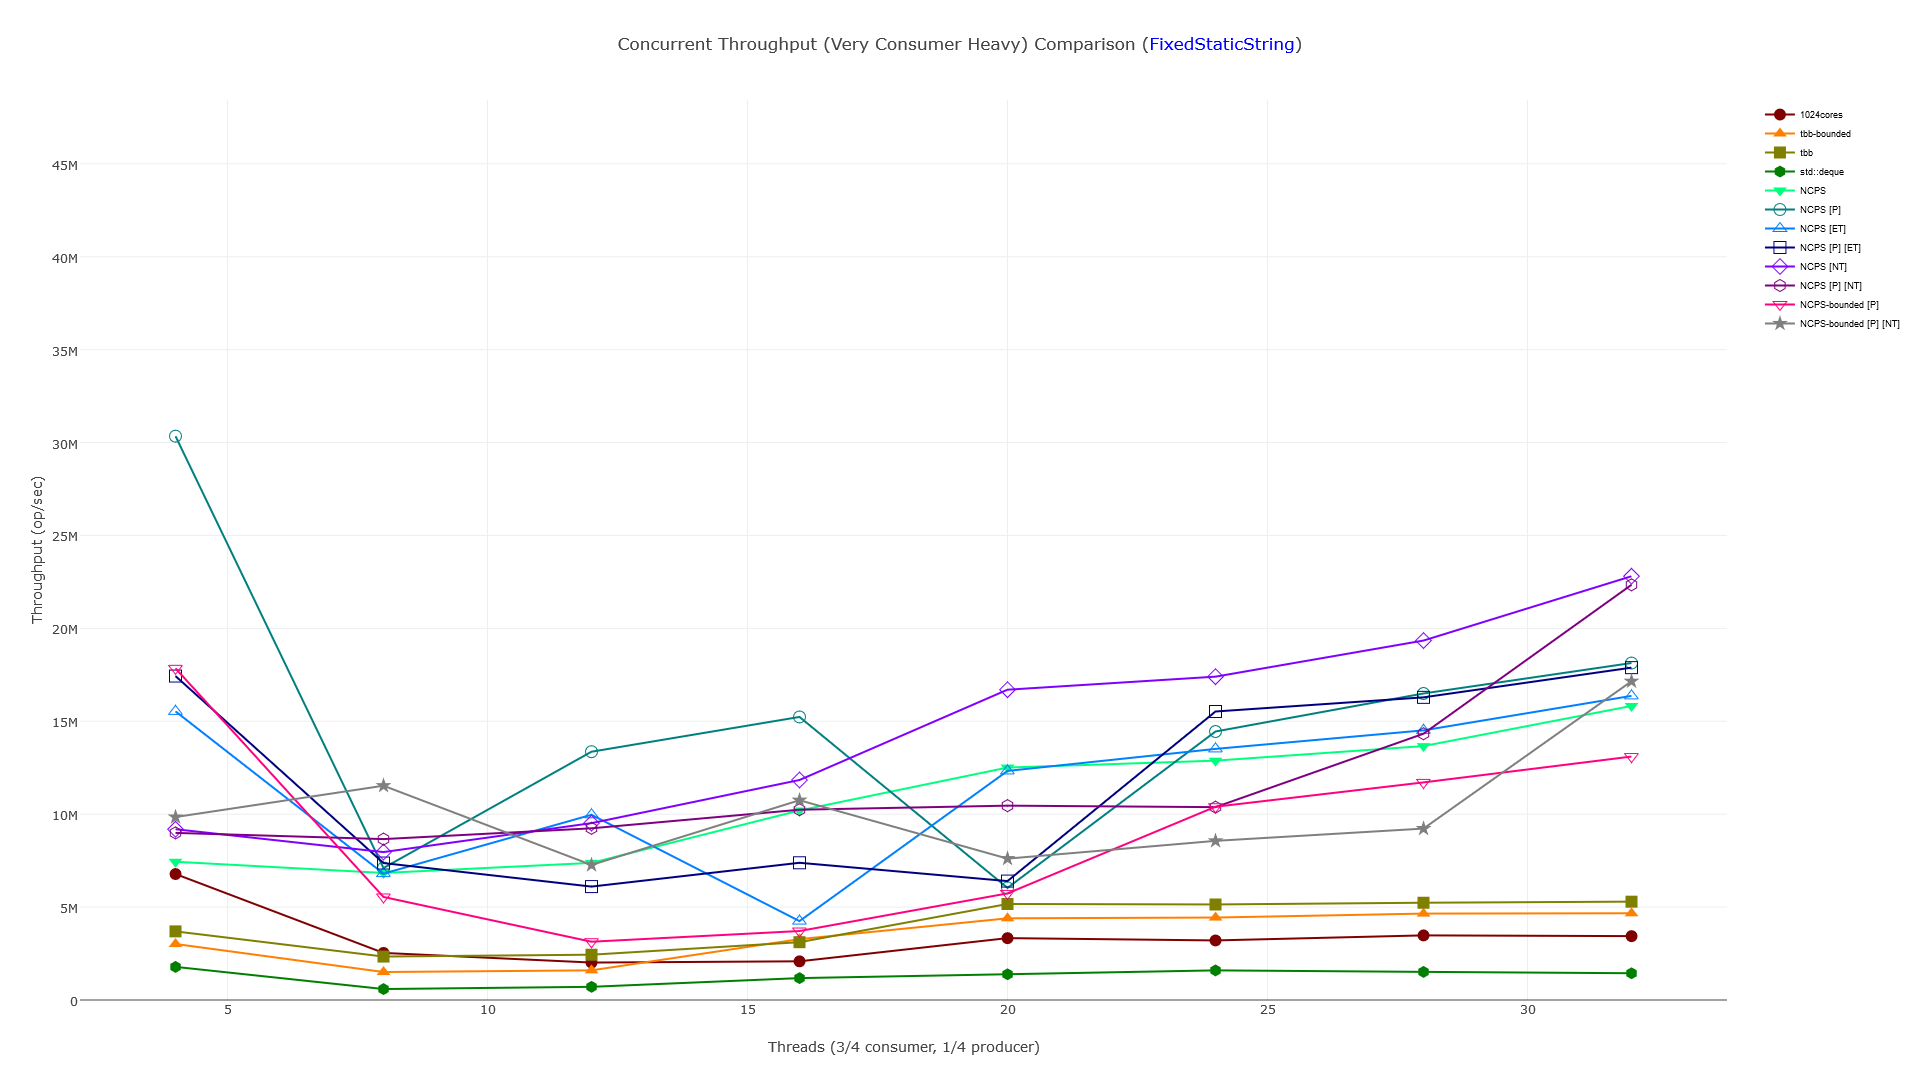 Concurrent Throughput (Very Consumer Heavy) Comparison (FixedStaticString)
1024cores
tbb-bounded
tbb
std::deque
NCPS
NCPS [P]
NCPS [ET]
NCPS [P] [ET]
NCPS [NT]
NCPS [P] [NT]
NCPS-bounded [P]
NCPS-bounded [P] [NT]
Throughput (op/sec)
45M
40M
35M
30M
25M
20M
15M
10M
5M
0
5
10
15
20
25
30
Threads (3/4 consumer, 1/4 producer)